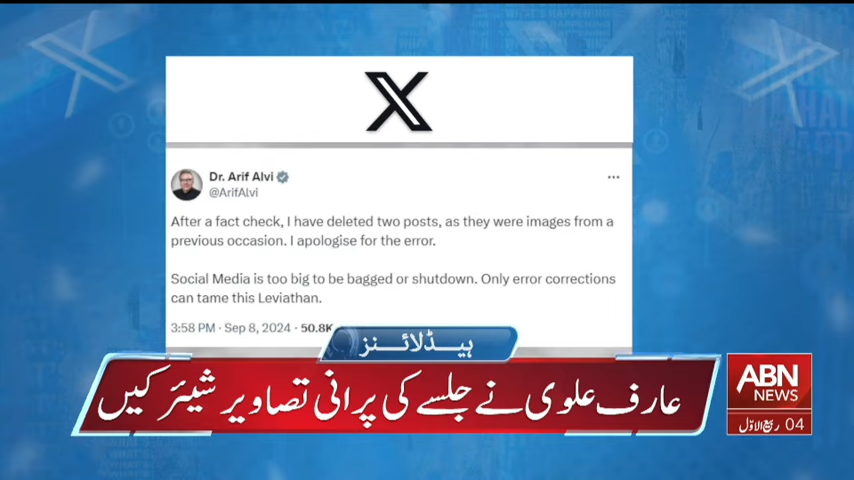 X
Dr. Arif Alvi
@ArifAlvi
After a fact check, I have deleted two posts, as they were images from a
previous occasion. I apologise for the error.
Social Media is too big to be bagged or shutdown. Only error corrections
can tame this Leviathan.
3:58 PM · Sep 8, 2024 · 50.8K
ہیڈلائنز
عارف علوی نے جلسے کی پرانی تصاویر شیئر کیں
ABN
NEWS
04 ربیع الاوّل